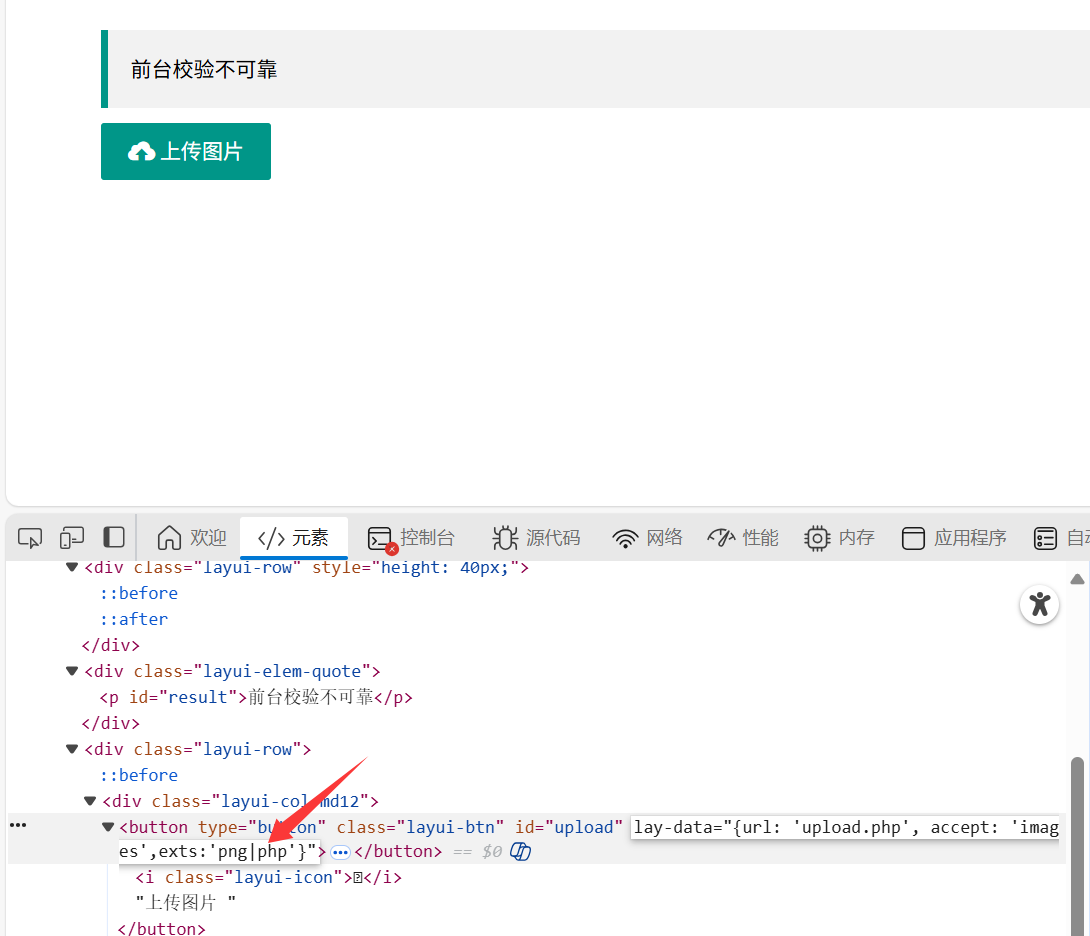 前台校验不可靠
上传图片
欢迎 </> 元素 控制台 源代码 网络 性能 内存 应用程序
<div class="layui-row" style="height: 40px;">
::before
::after
</div>
<div class="layui-elem-quote">
<p id="result">前台校验不可靠</p>
</div>
<div class="layui-row">
::before
<div class="layui-col-md12">
<button type="button" class="layui-btn" id="upload" lay-data="{url: 'upload.php', accept: 'imag
es',exts:'png|php'}"> ••• </button> == $0
<i class="layui-icon"></i>
"上传图片 "
</button>